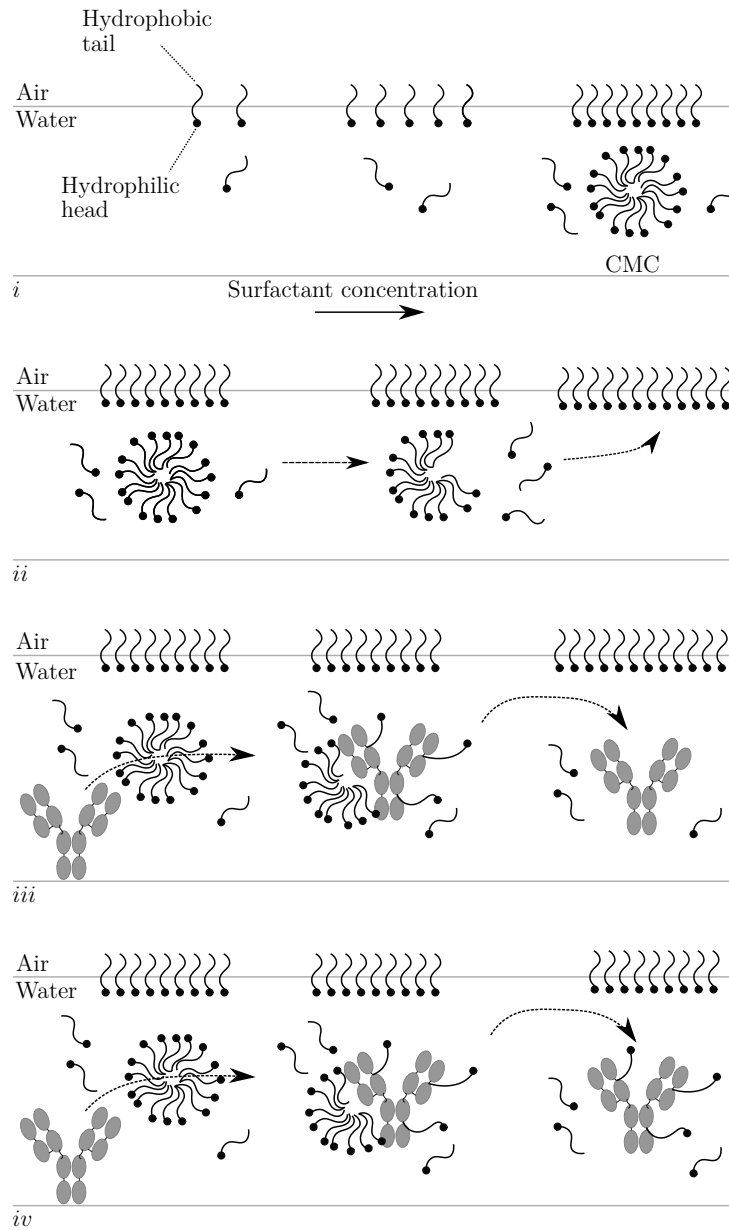 Hydrophobic
tail
Air
Water
Hydrophilic
head
CMC
i
Surfactant concentration
Air
Water
ii
Air
Water
iii
Air
Water
iv